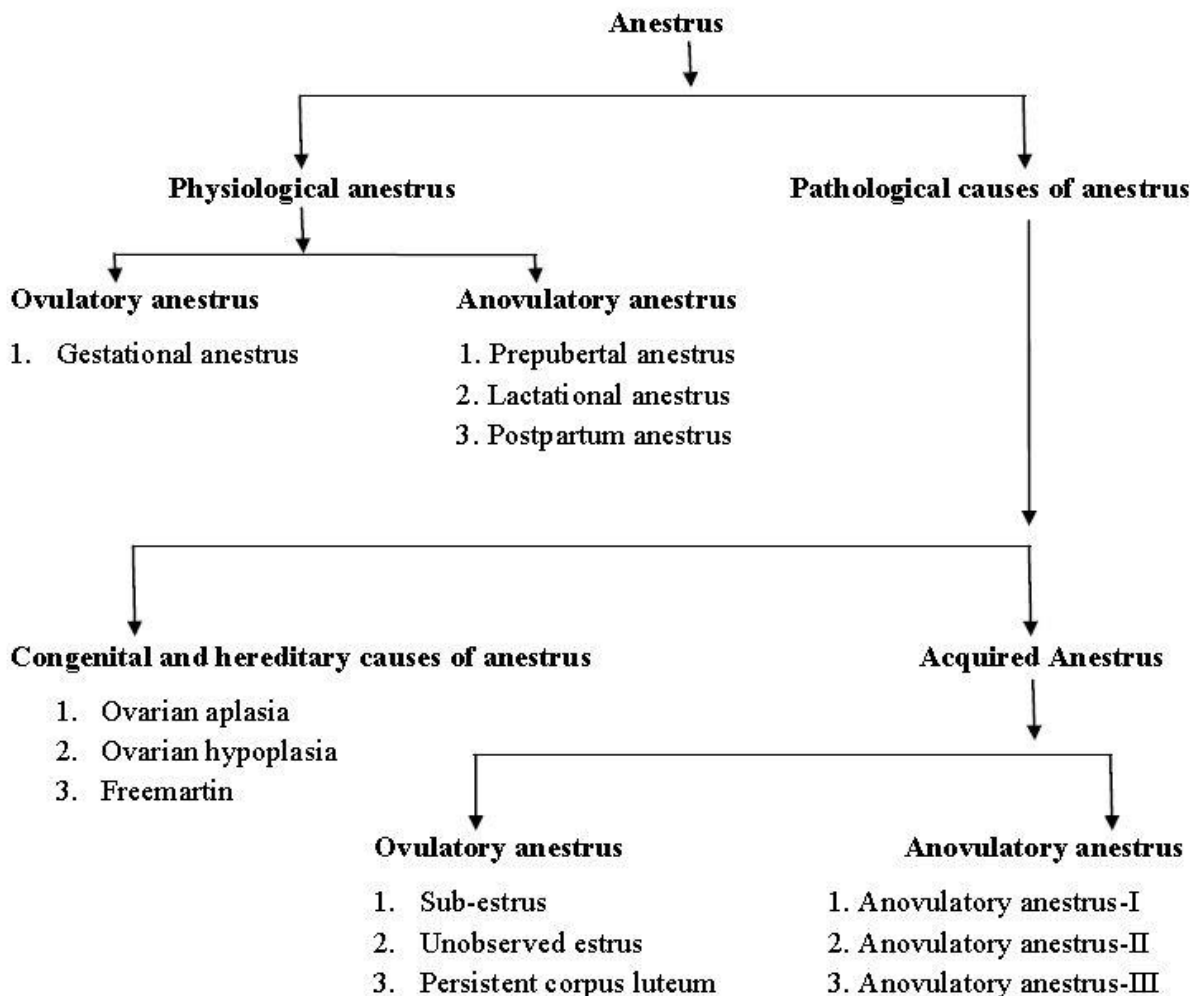 Anestrus
Physiological anestrus
Pathological causes of anestrus
Ovulatory anestrus
1. Gestational anestrus
Anovulatory anestrus
1. Prepubertal anestrus
2. Lactational anestrus
3. Postpartum anestrus
Congenital and hereditary causes of anestrus
1. Ovarian aplasia
2. Ovarian hypoplasia
3. Freemartin
Acquired Anestrus
Ovulatory anestrus
1. Sub-estrus
2. Unobserved estrus
3. Persistent corpus luteum
Anovulatory anestrus
1. Anovulatory anestrus-I
2. Anovulatory anestrus-II
3. Anovulatory anestrus-III